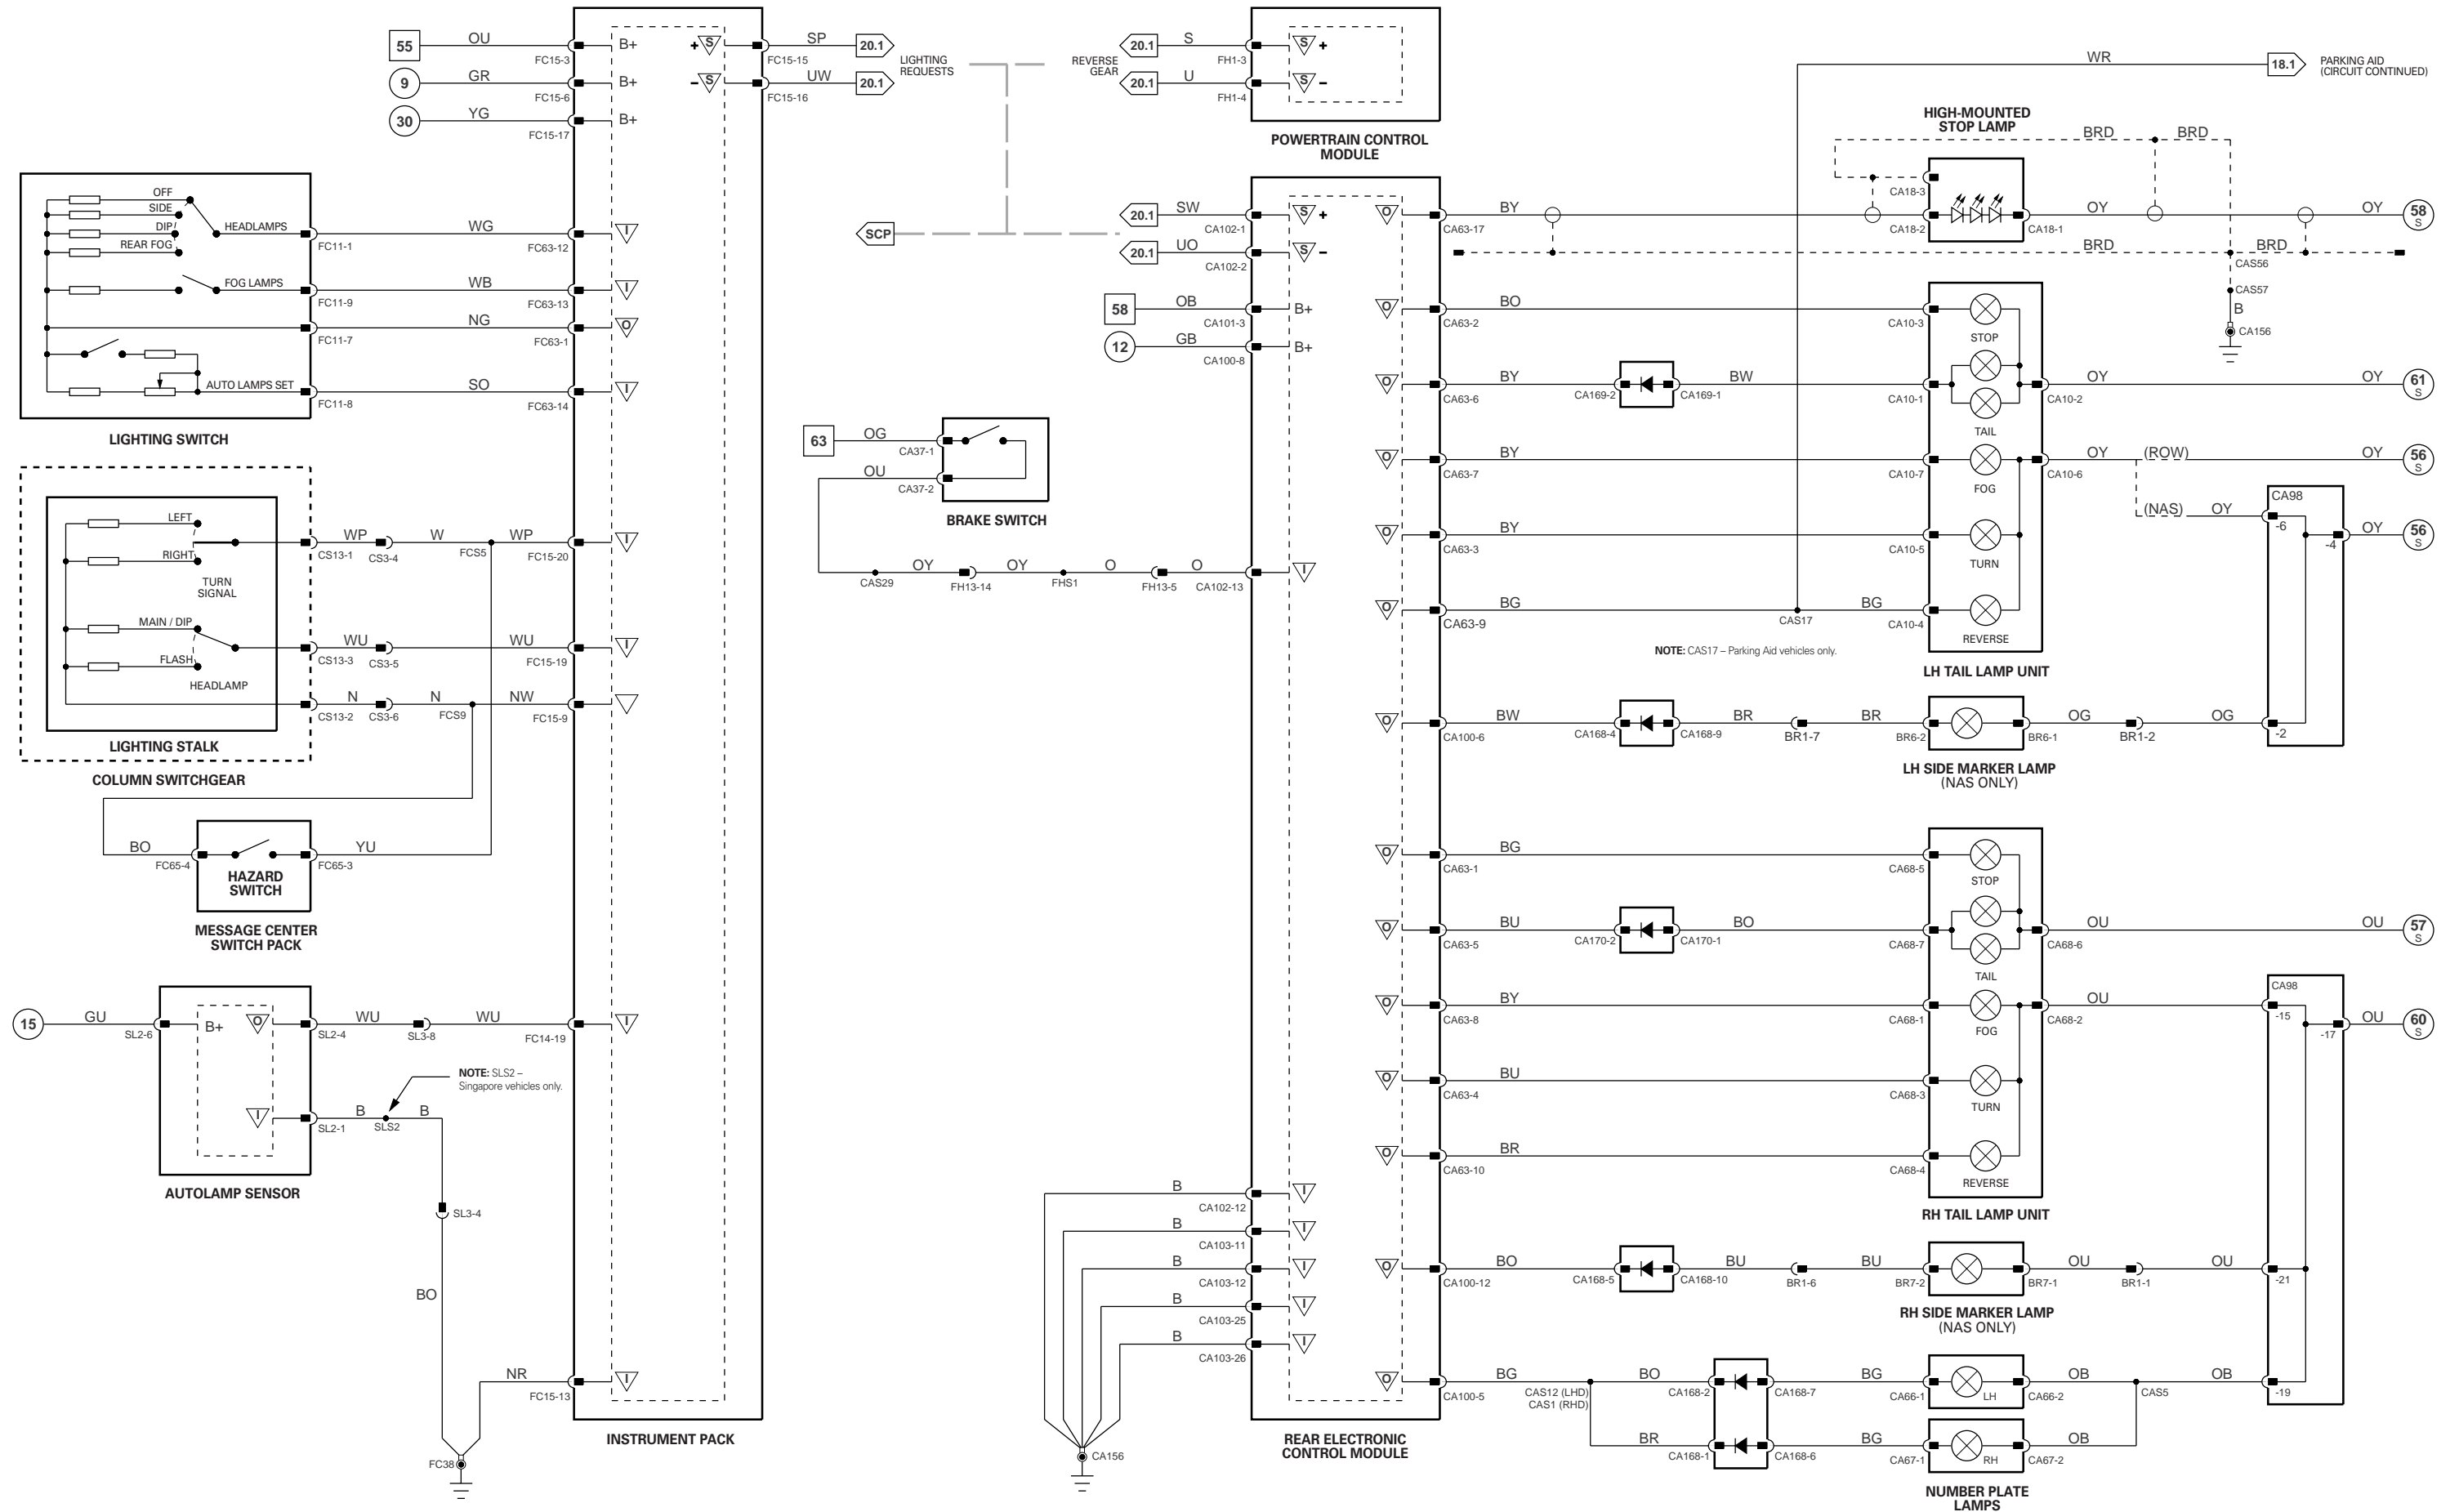 55
OU
FC15-3
B+
9
GR
FC15-6
B+
30
YG
FC15-17
B+
+ S
FC15-15
SP
20.1
- S
FC15-16
UW
20.1
LIGHTING
REQUESTS
SCP
OFF
SIDE
DIP
REAR FOG
HEADLAMPS
FC11-1
WG
FC63-12
I
FOG LAMPS
FC11-9
WB
FC63-13
I
FC11-7
NG
FC63-1
O
AUTO LAMPS SET
FC11-8
SO
FC63-14
I
LIGHTING SWITCH
LEFT
RIGHT
TURN
SIGNAL
CS13-1
WP
CS3-4
W
FCS5
WP
FC15-20
I
MAIN / DIP
FLASH
HEADLAMP
CS13-3
WU
CS3-5
WU
FC15-19
I
CS13-2
N
CS3-6
N
FCS9
NW
FC15-9
LIGHTING STALK
COLUMN SWITCHGEAR
BO
FC65-4
HAZARD
SWITCH
FC65-3
YU
MESSAGE CENTER
SWITCH PACK
15
GU
SL2-6
B+
O
SL2-4
WU
SL3-8
WU
FC14-19
I
I
SL2-1
B
SLS2
B
NOTE: SLS2 –
Singapore vehicles only.
AUTOLAMP SENSOR
SL3-4
BO
NR
FC15-13
I
FC38
INSTRUMENT PACK
63
OG
CA37-1
OU
CA37-2
BRAKE SWITCH
CAS29
OY
FH13-14
OY
FHS1
O
FH13-5
O
CA102-13
I
REVERSE
GEAR
20.1
S
FH1-3
S +
20.1
U
FH1-4
S -
POWERTRAIN CONTROL
MODULE
20.1
SW
CA102-1
S +
20.1
UO
CA102-2
S -
58
OB
CA101-3
B+
12
GB
CA100-8
B+
B
CA102-12
I
B
CA103-11
I
B
CA103-12
I
B
CA103-25
I
B
CA103-26
I
CA156
REAR ELECTRONIC
CONTROL MODULE
WR
18.1
PARKING AID
(CIRCUIT CONTINUED)
HIGH-MOUNTED
STOP LAMP
BRD
BRD
CA18-3
O
CA63-17
BY
CA18-2
CA18-1
OY
OY
58
S
BRD
BRD
CAS56
CAS57
B
CA156
O
CA63-2
BO
CA10-3
STOP
O
CA63-6
BY
CA169-2
CA169-1
BW
CA10-1
TAIL
CA10-2
OY
OY
61
S
O
CA63-7
BY
CA10-7
FOG
CA10-6
OY
(ROW)
OY
56
S
(NAS)
OY
CA98
-6
-4
OY
56
S
O
CA63-3
BY
CA10-5
TURN
O
CA63-9
BG
CAS17
BG
CA10-4
REVERSE
NOTE: CAS17 – Parking Aid vehicles only.
LH TAIL LAMP UNIT
O
CA100-6
BW
CA168-4
CA168-9
BR
BR1-7
BR
BR6-2
BR6-1
OG
BR1-2
OG
-2
LH SIDE MARKER LAMP
(NAS ONLY)
O
CA63-1
BG
CA68-5
STOP
O
CA63-5
BU
CA170-2
CA170-1
BO
CA68-7
TAIL
CA68-6
OU
OU
57
S
O
CA63-8
BY
CA68-1
FOG
CA68-2
OU
CA98
-15
-17
OU
60
S
O
CA63-4
BU
CA68-3
TURN
O
CA63-10
BR
CA68-4
REVERSE
RH TAIL LAMP UNIT
O
CA100-12
BO
CA168-5
CA168-10
BU
BR1-6
BU
BR7-2
BR7-1
OU
BR1-1
OU
-21
RH SIDE MARKER LAMP
(NAS ONLY)
O
CA100-5
BG
CAS12 (LHD)
CAS1 (RHD)
BO
CA168-2
CA168-7
BG
CA66-1
LH
CA66-2
OB
CAS5
OB
-19
BR
CA168-1
CA168-6
BG
CA67-1
RH
CA67-2
OB
NUMBER PLATE
LAMPS